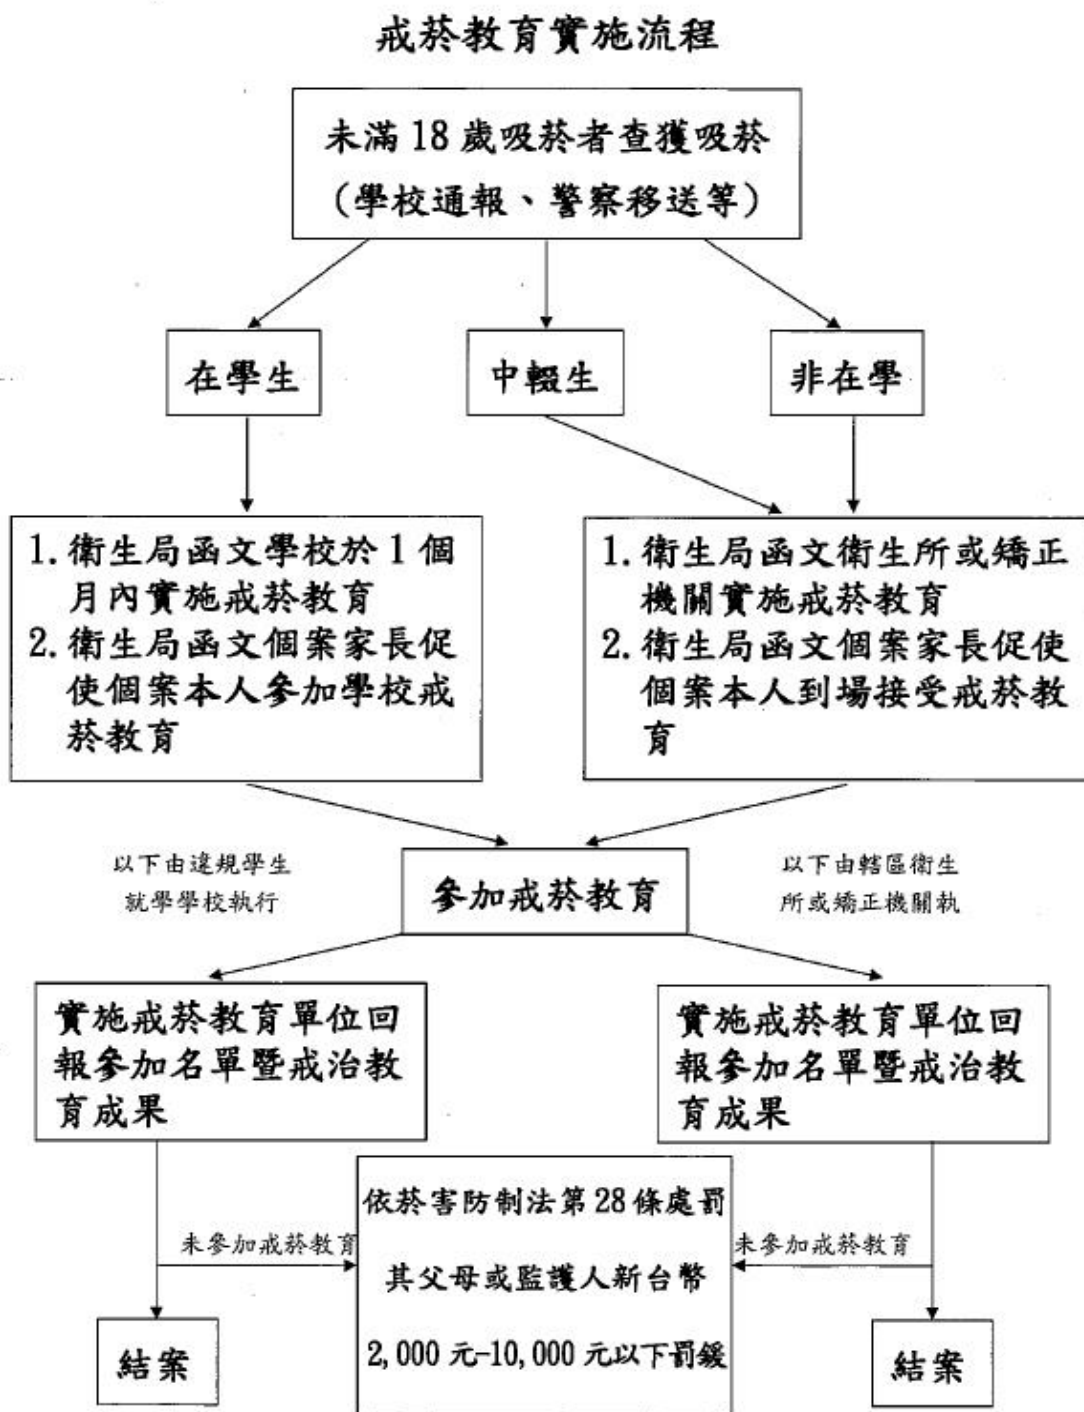 戒菸教育實施流程
未滿 18 歲吸菸者查獲吸菸
(學校通報、警察移送等)
在學生
中輟生
非在學
1. 衛生局函文學校於 1 個
月內實施戒菸教育
2. 衛生局函文個案家長促
使個案本人參加學校戒
菸教育
1. 衛生局函文衛生所或矯正
機關實施戒菸教育
2. 衛生局函文個案家長促使
個案本人到場接受戒菸教
育
以下由違規學生
就學學校執行
參加戒菸教育
以下由轄區衛生
所或矯正機關執
實施戒菸教育單位回
報參加名單暨戒治教
育成果
實施戒菸教育單位回
報參加名單暨戒治教
育成果
未參加戒菸教育
依菸害防制法第 28 條處罰
其父母或監護人新台幣
2,000 元-10,000 元以下罰鍰
未參加戒菸教育
結案
結案